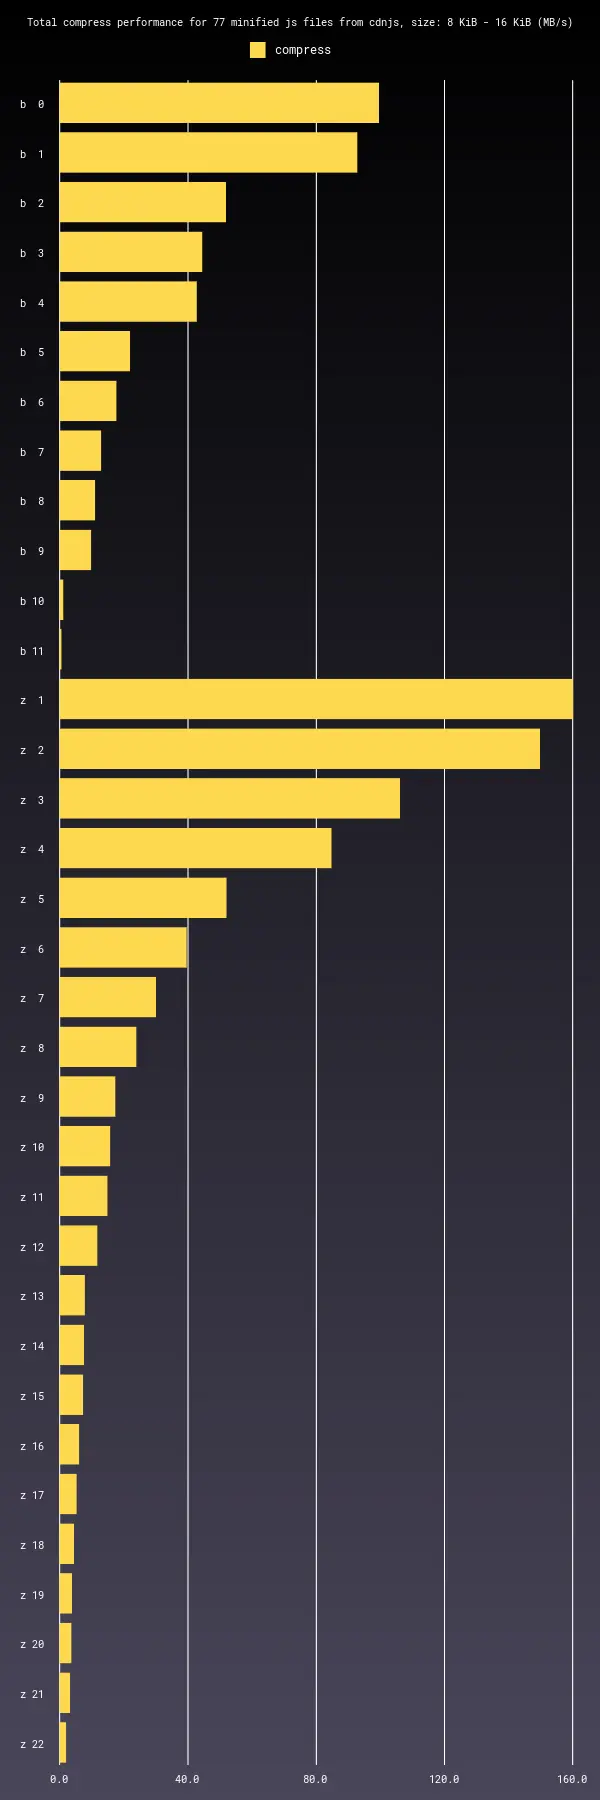 Total compress performance for 77 minified js files from cdnjs, size: 8 KiB - 16 KiB (MB/s)
compress
b 0
b 1
b 2
b 3
b 4
b 5
b 6
b 7
b 8
b 9
b 10
b 11
z 1
z 2
z 3
z 4
z 5
z 6
z 7
z 8
z 9
z 10
z 11
z 12
z 13
z 14
z 15
z 16
z 17
z 18
z 19
z 20
z 21
z 22
0.0 40.0 80.0 120.0 160.0